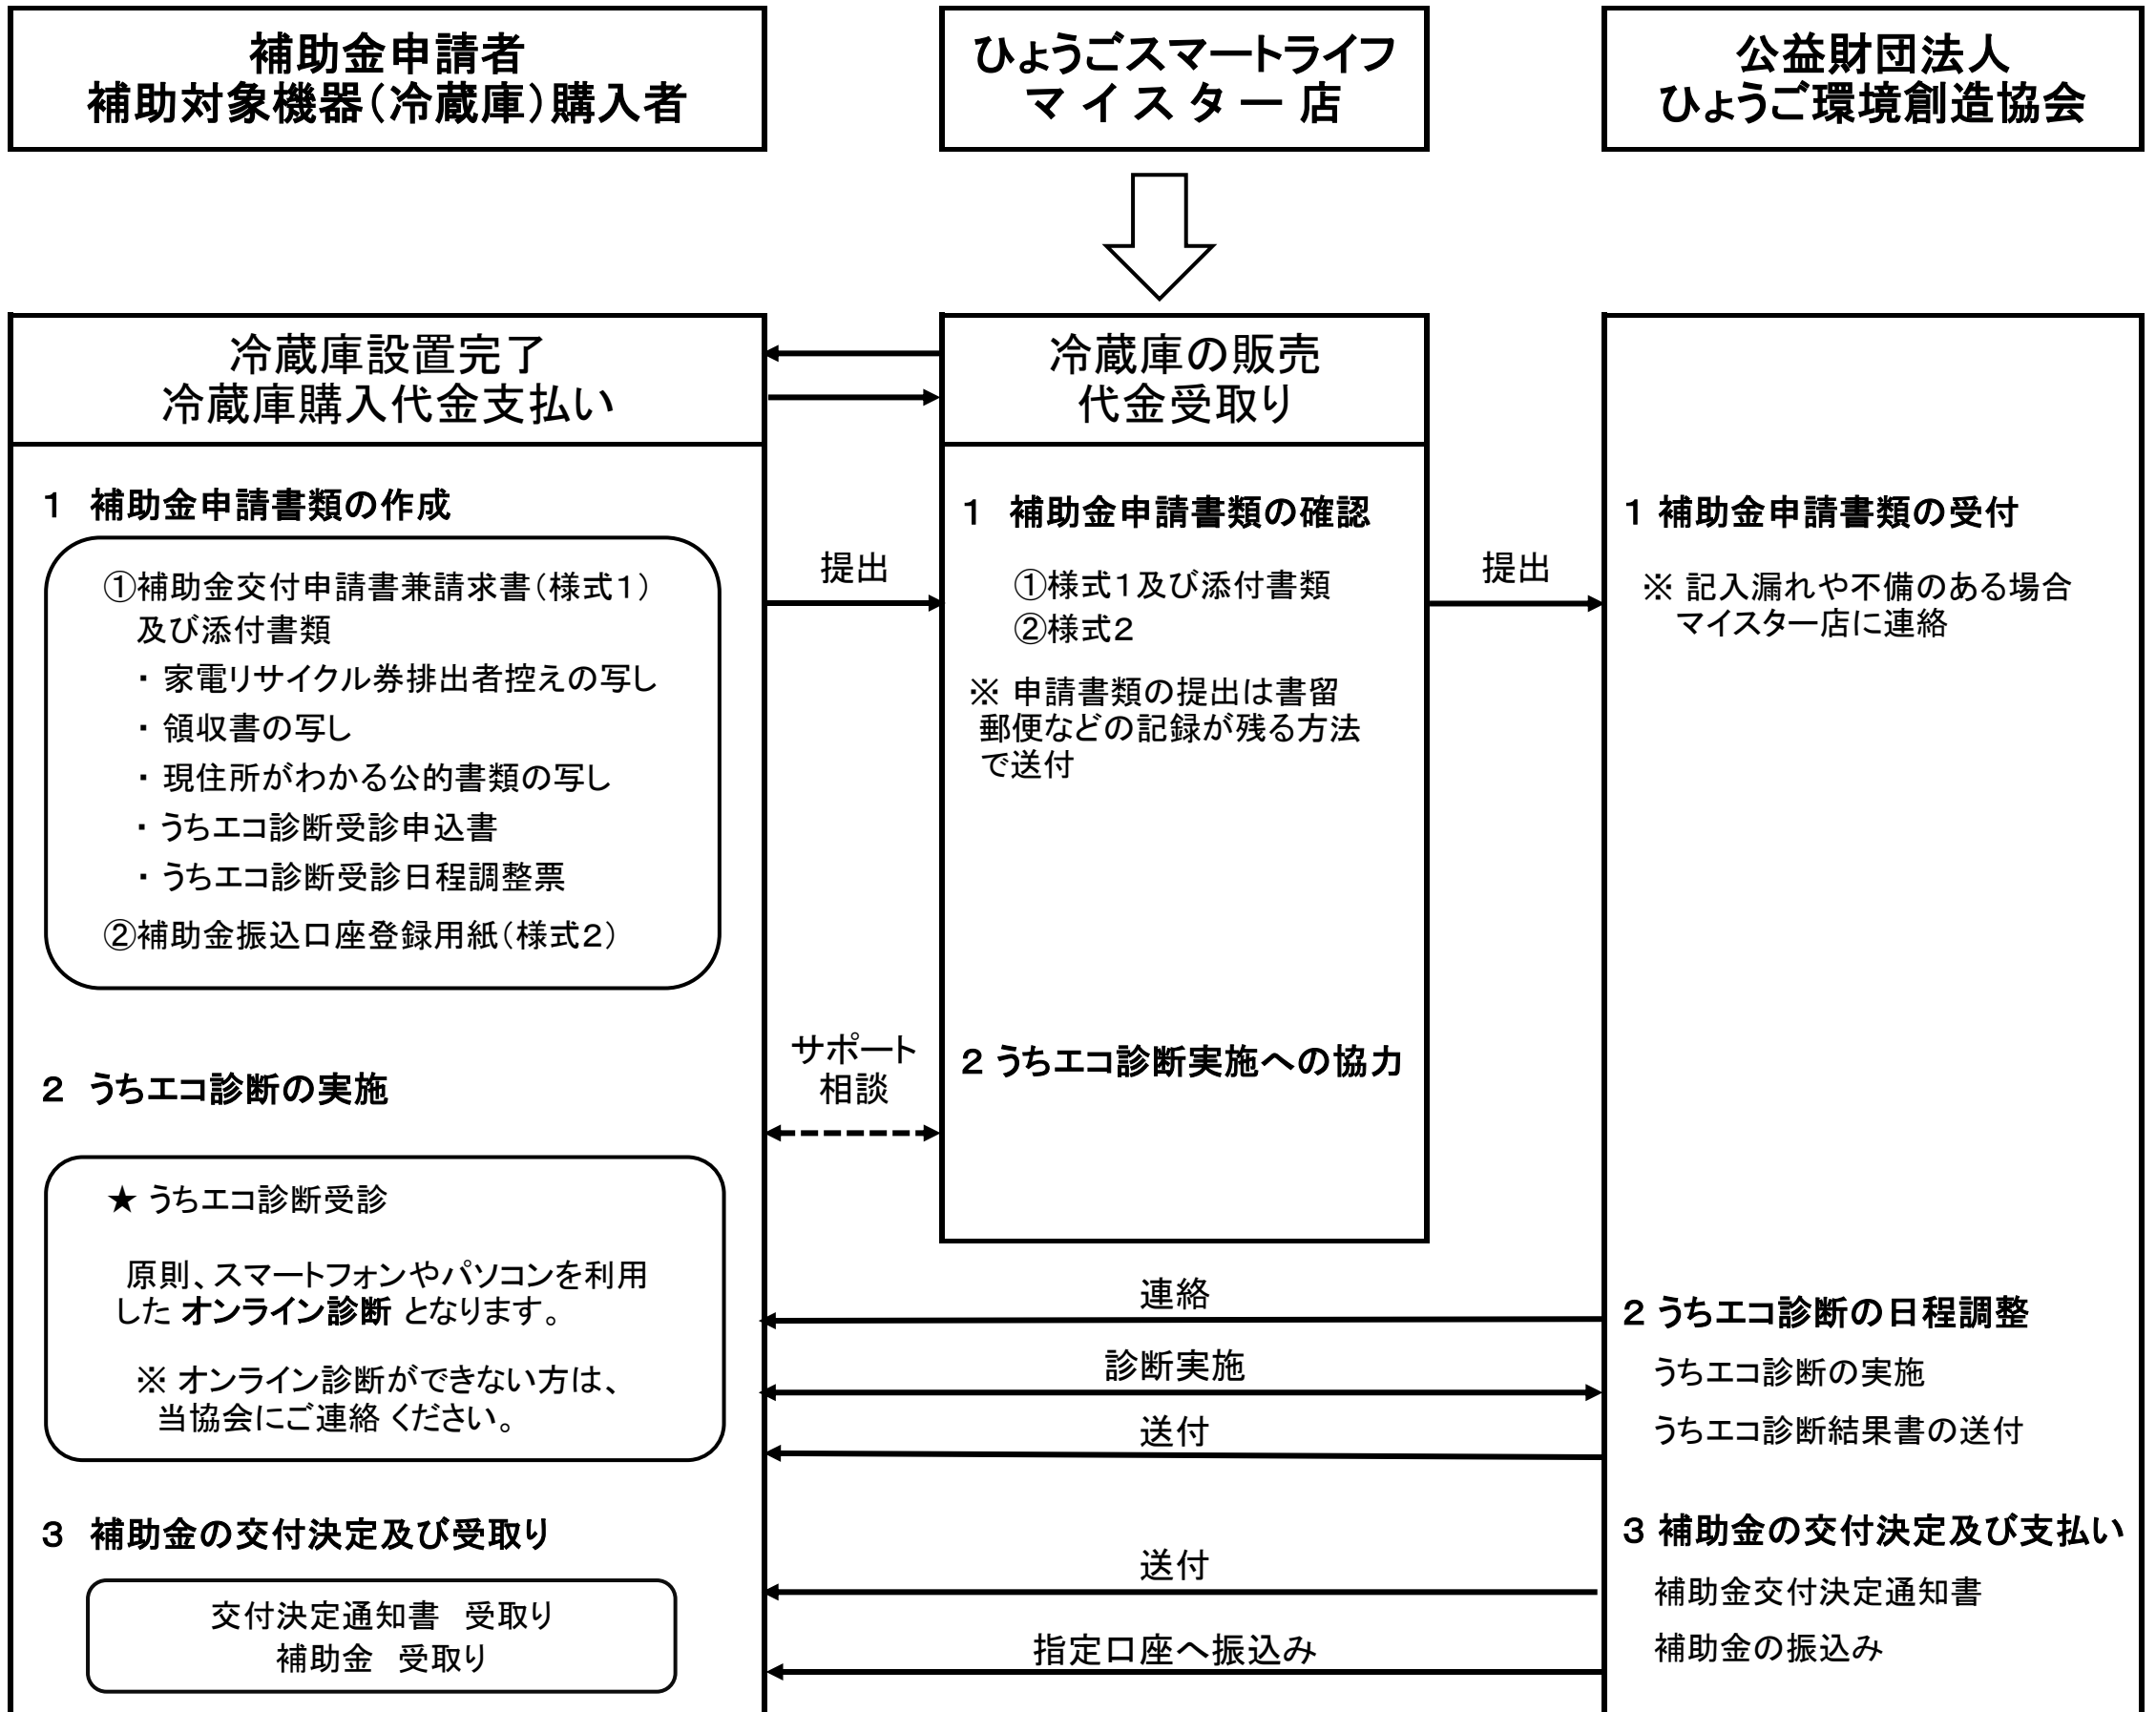 補助金申請者
補助対象機器（冷蔵庫）購入者
ひょうごスマートライフ
マイスター店
公益財団法人
ひょうご環境創造協会
冷蔵庫設置完了
冷蔵庫購入代金支払い
冷蔵庫の販売
代金受取り
1 補助金申請書類の作成
①補助金交付申請書兼請求書（様式１）
及び添付書類
・ 家電リサイクル券排出者控えの写し
・ 領収書の写し
・ 現住所がわかる公的書類の写し
・ うちエコ診断受診申込書
・ うちエコ診断受診日程調整票
②補助金振込口座登録用紙（様式２）
提出
1 補助金申請書類の確認
①様式１及び添付書類
②様式２
※ 申請書類の提出は書留
郵便などの記録が残る方法
で送付
提出
1 補助金申請書類の受付
※ 記入漏れや不備のある場合
マイスター店に連絡
2 うちエコ診断の実施
サポート
相談
2 うちエコ診断実施への協力
★ うちエコ診断受診
原則、スマートフォンやパソコンを利用
した オンライン診断 となります。
※ オンライン診断ができない方は、
当協会にご連絡 ください。
連絡
診断実施
送付
2 うちエコ診断の日程調整
うちエコ診断の実施
うちエコ診断結果書の送付
3 補助金の交付決定及び受取り
交付決定通知書 受取り
補助金 受取り
送付
指定口座へ振込み
3 補助金の交付決定及び支払い
補助金交付決定通知書
補助金の振込み